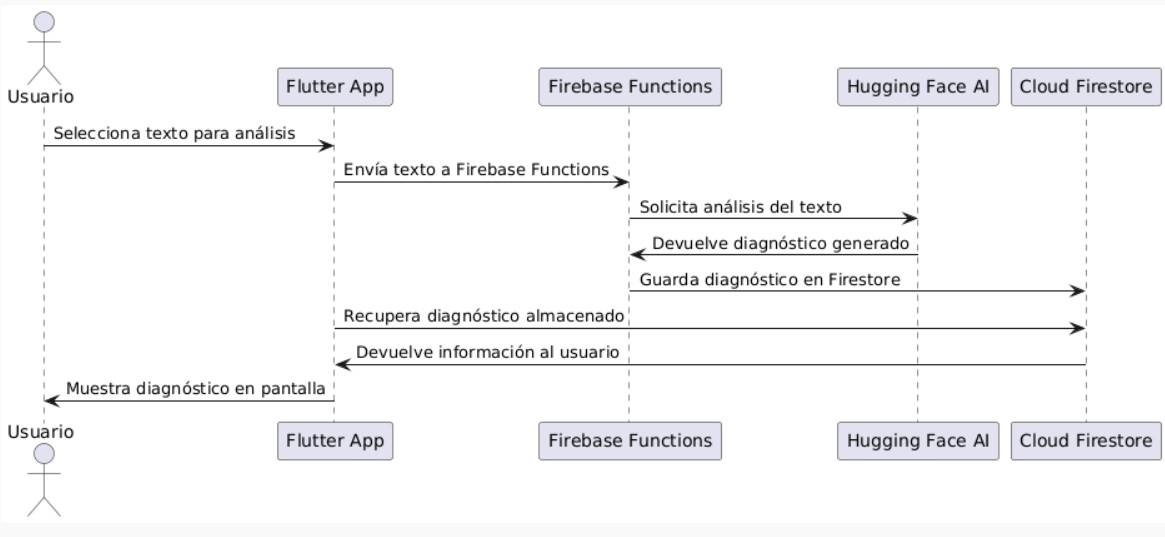 Usuario
Flutter App
Firebase Functions
Hugging Face AI
Cloud Firestore
Selecciona texto para análisis
Envía texto a Firebase Functions
Solicita análisis del texto
Devuelve diagnóstico generado
Guarda diagnóstico en Firestore
Recupera diagnóstico almacenado
Devuelve información al usuario
Muestra diagnóstico en pantalla
Usuario
Flutter App
Firebase Functions
Hugging Face AI
Cloud Firestore